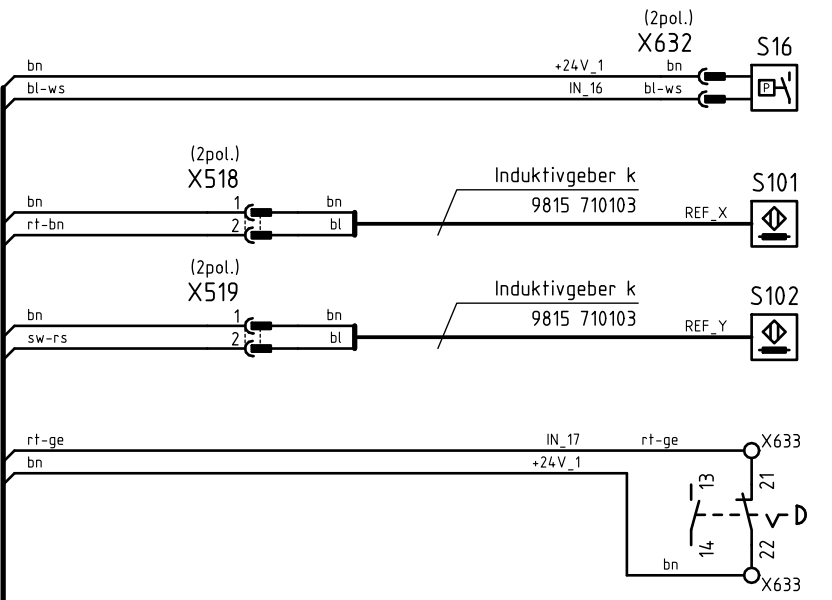 (2pol.)
X632 S16
bn +24V_1 bn
bl-ws IN_16 bl-ws
P
(2pol.)
X518 Induktivgeber k S101
bn 1 bn 9815 710103 REF_X
rt-bn 2 bl
(2pol.)
X519 Induktivgeber k S102
bn 1 bn 9815 710103 REF_Y
sw-rs 2 bl
rt-ge IN_17 rt-ge X633
bn +24V_1
13 21
D
14 22
bn X633